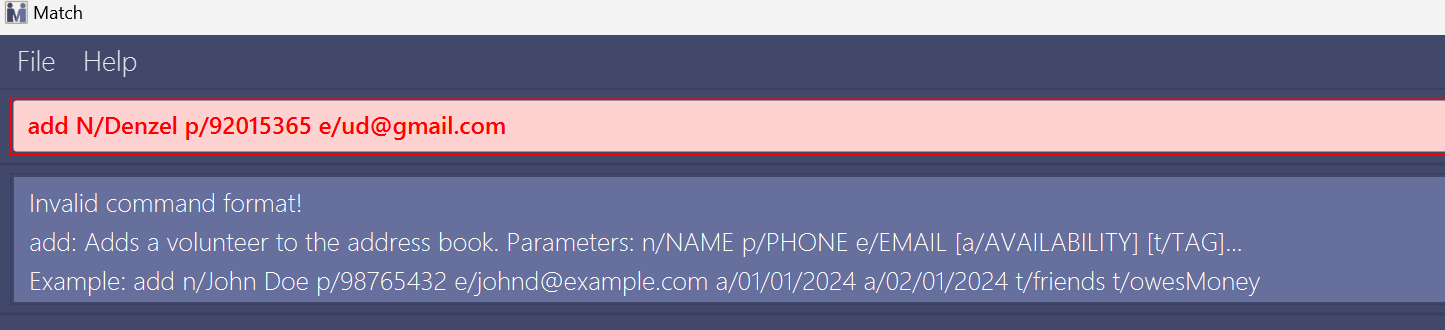 Match
File Help
add N/Denzel p/92015365 e/ud@gmail.com
Invalid command format!
add: Adds a volunteer to the address book. Parameters: n/NAME p/PHONE e/EMAIL [a/AVAILABILITY] [t/TAG]...
Example: add n/John Doe p/98765432 e/johnd@example.com a/01/01/2024 a/02/01/2024 t/friends t/owesMoney